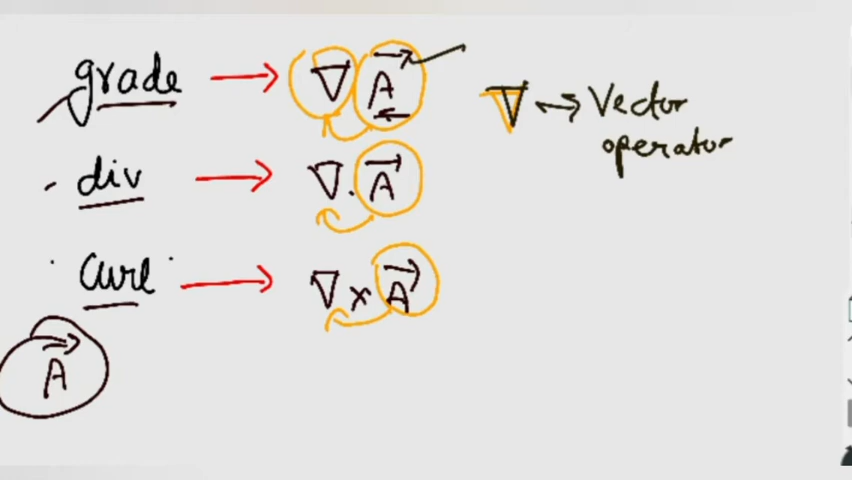 grade → ∇ A⃗
∇ ↔ Vector operator
div → ∇ . A⃗
curl → ∇ × A⃗
A⃗